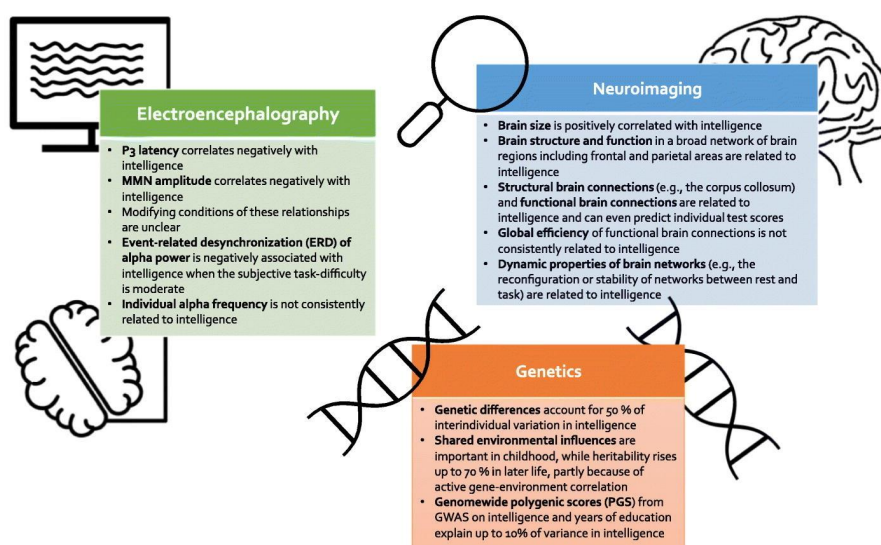 Electroencephalography
• P3 latency correlates negatively with
intelligence
• MMN amplitude correlates negatively with
intelligence
• Modifying conditions of these relationships
are unclear
• Event-related desynchronization (ERD) of
alpha power is negatively associated with
intelligence when the subjective task-difficulty
is moderate
• Individual alpha frequency is not consistently
related to intelligence
Neuroimaging
• Brain size is positively correlated with intelligence
• Brain structure and function in a broad network of brain
regions including frontal and parietal areas are related to
intelligence
• Structural brain connections (e.g., the corpus collosum)
and functional brain connections are related to
intelligence and can even predict individual test scores
• Global efficiency of functional brain connections is not
consistently related to intelligence
• Dynamic properties of brain networks (e.g., the
reconfiguration or stability of networks between rest and
task) are related to intelligence
Genetics
• Genetic differences account for 50 % of
interindividual variation in intelligence
• Shared environmental influences are
important in childhood, while heritability rises
up to 70 % in later life, partly because of
active gene-environment correlation
• Genomewide polygenic scores (PGS) from
GWAS on intelligence and years of education
explain up to 10% of variance in intelligence